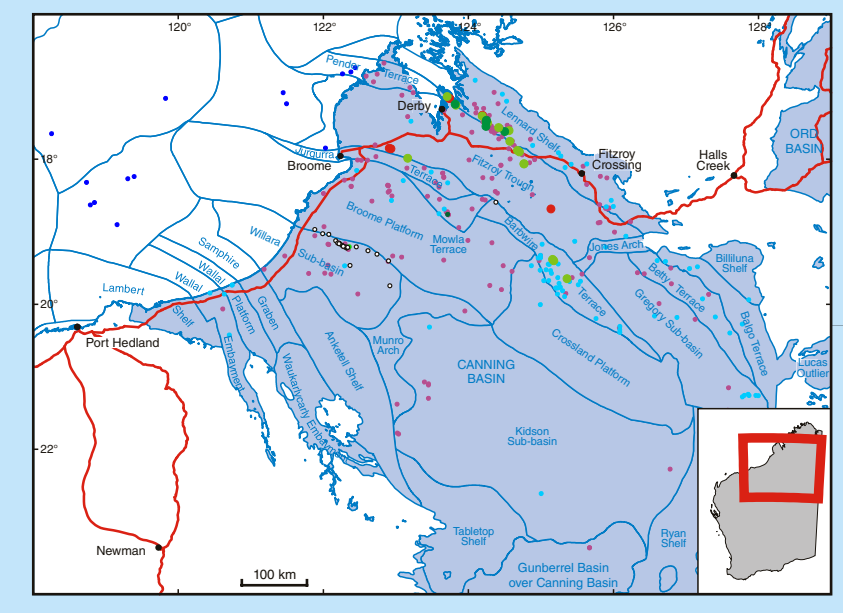 120°
122°
124°
126°
128°
Pender
Terrace
Derby
Lennard Shelf
ORD
BASIN
18°
Jurgurra
Broome
Terrace
Fitzroy Trough
Fitzroy
Crossing
Halls
Creek
Broome Platform
Mowla
Terrace
Barbwire
Terrace
Jones Arch
Willara
Sub-basin
Samphire
Graben
Wallal
Platform
Wallal
Embayment
Lambert
Shelf
Billiluna
Shelf
Betty Terrace
Gregory Sub-basin
Balgo Terrace
20°
Port Hedland
Munro
Arch
Anketell Shelf
Waukarlycarly Embayment
Crossland Platform
CANNING
BASIN
Lucas
Outlier
Kidson
Sub-basin
22°
Tabletop
Shelf
Ryan
Shelf
Newman
100 km
Gunberrel Basin
over Canning Basin